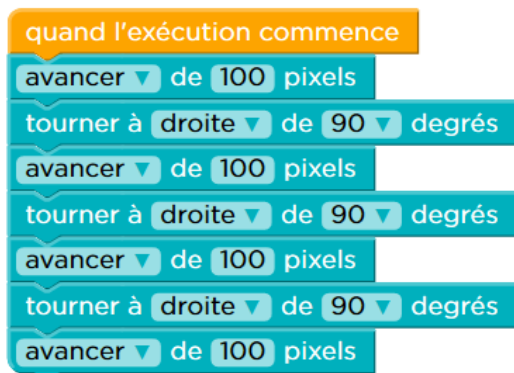 quand l'exécution commence
avancer de 100 pixels
tourner à droite de 90 degrés
avancer de 100 pixels
tourner à droite de 90 degrés
avancer de 100 pixels
tourner à droite de 90 degrés
avancer de 100 pixels